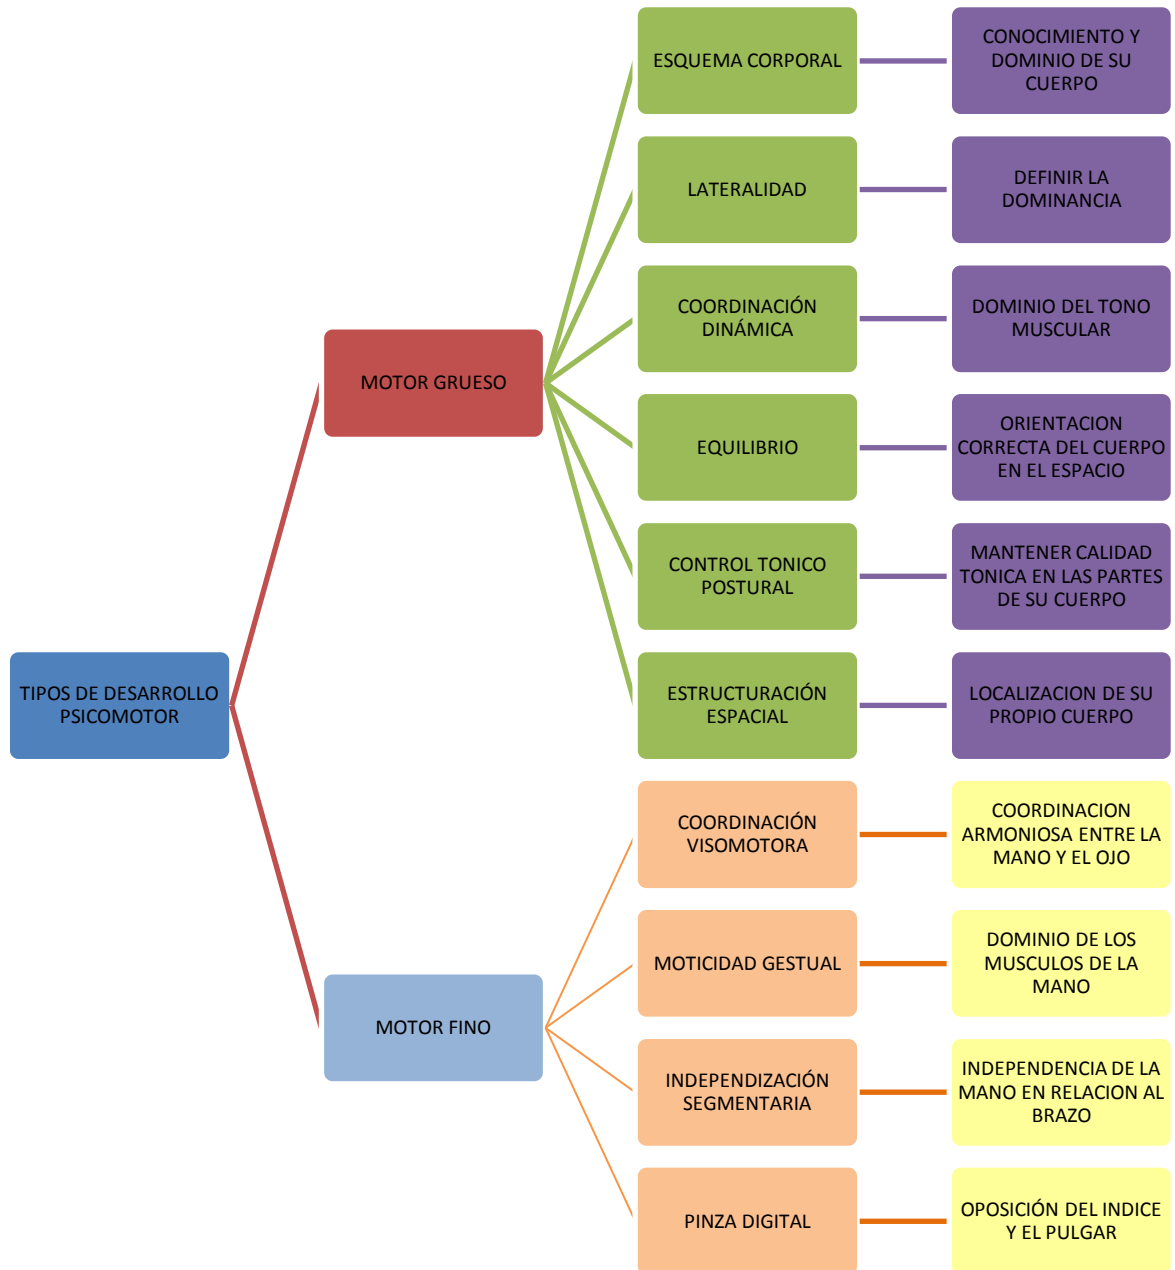 ESQUEMA CORPORAL
CONOCIMIENTO Y
DOMINIO DE SU
CUERPO
LATERALIDAD
DEFINIR LA
DOMINANCIA
COORDINACIÓN
DINÁMICA
DOMINIO DEL TONO
MUSCULAR
MOTOR GRUESO
EQUILIBRIO
ORIENTACION
CORRECTA DEL CUERPO
EN EL ESPACIO
CONTROL TONICO
POSTURAL
MANTENER CALIDAD
TONICA EN LAS PARTES
DE SU CUERPO
TIPOS DE DESARROLLO
PSICOMOTOR
ESTRUCTURACIÓN
ESPACIAL
LOCALIZACION DE SU
PROPIO CUERPO
COORDINACIÓN
VISOMOTORA
COORDINACION
ARMONIOSA ENTRE LA
MANO Y EL OJO
MOTICIDAD GESTUAL
DOMINIO DE LOS
MUSCULOS DE LA
MANO
MOTOR FINO
INDEPENDIZACIÓN
SEGMENTARIA
INDEPENDENCIA DE LA
MANO EN RELACION AL
BRAZO
PINZA DIGITAL
OPOSICIÓN DEL INDICE
Y EL PULGAR